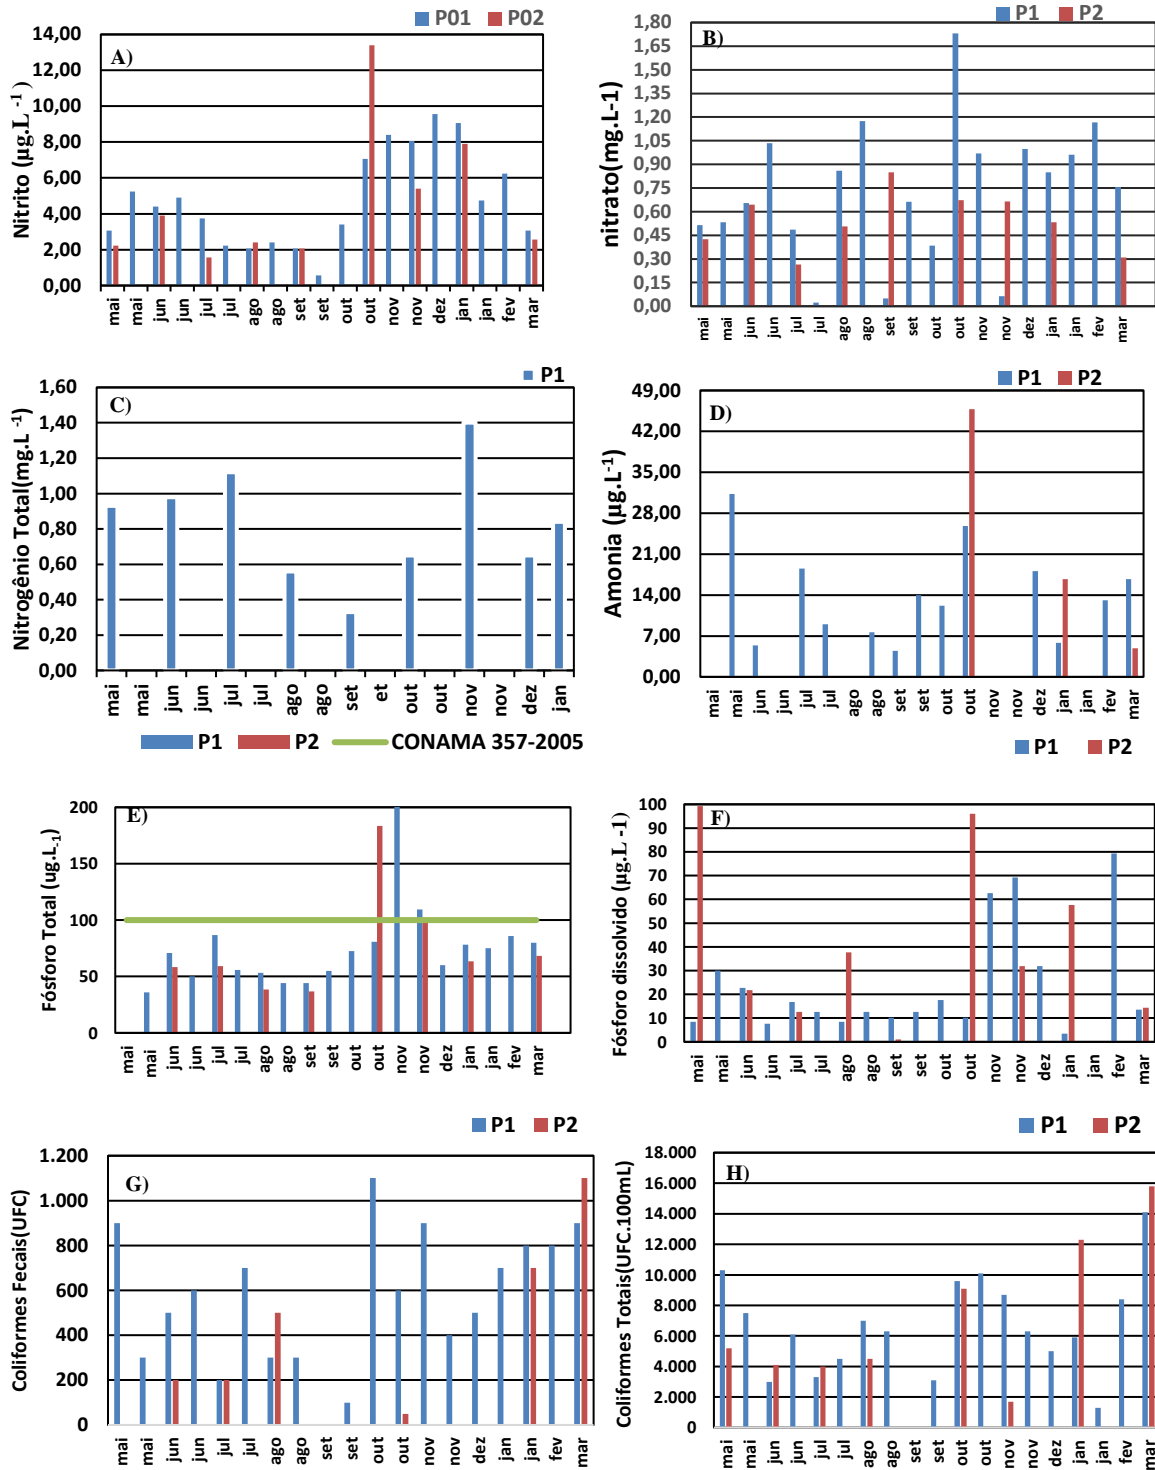 P01 P02
A)
Nitrito (µg.L -1 )
14,00
12,00
10,00
8,00
6,00
4,00
2,00
0,00
mai mai jun jun jul jul ago ago set set out out nov nov dez jan jan fev mar
P1 P2
B)
nitrato(mg.L-1)
1,80
1,65
1,50
1,35
1,20
1,05
0,90
0,75
0,60
0,45
0,30
0,15
0,00
mai mai jun jun jul jul ago ago set set out out nov nov dez jan jan fev mar
P1
C)
Nitrogênio Total(mg.L -1)
1,60
1,40
1,20
1,00
0,80
0,60
0,40
0,20
0,00
mai mai jun jun jul jul ago ago set et out out nov nov dez jan
P1 P2
D)
Amonia (µg.L-1)
49,00
42,00
35,00
28,00
21,00
14,00
7,00
0,00
mai mai jun jun jul jul ago ago set set out out nov nov dez jan jan fev mar
P1 P2 CONAMA 357-2005
E)
Fósforo Total (ug.L-1)
200
150
100
50
0
mai mai jun jun jul jul ago ago set set out out nov nov dez jan jan fev mar
P1 P2
F)
Fósforo dissolvido (µg.L -1)
100
90
80
70
60
50
40
30
20
10
0
mai mai jun jun jul jul ago ago set set out out nov nov dez jan jan fev mar
P1 P2
G)
Coliformes Fecais(UFC)
1.200
1.000
800
600
400
200
0
mai mai jun jun jul jul ago ago set set out out nov nov dez jan jan fev mar
P1 P2
H)
Coliformes Totais(UFC.100mL)
18.000
16.000
14.000
12.000
10.000
8.000
6.000
4.000
2.000
0
mai mai jun jun jul jul ago ago set set out out nov nov dez jan jan fev mar